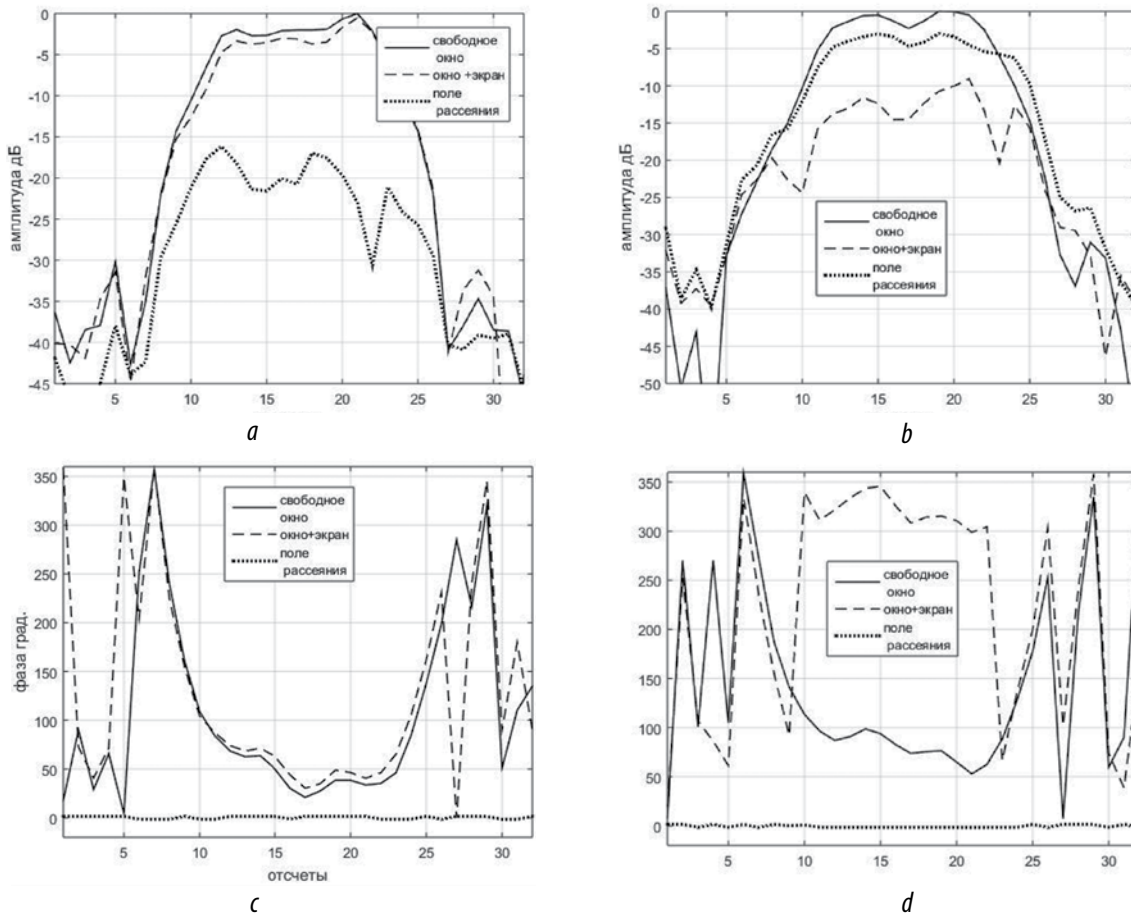 0
-5
-10
-15
-20
-25
-30
-35
-40
-45
амплитуда дБ
свободное
окно
окно +экран
поле
рассеяния
5
10
15
20
25
30
a
0
-5
-10
-15
-20
-25
-30
-35
-40
-45
-50
амплитуда дБ
свободное
окно
окно+экран
поле
рассеяния
5
10
15
20
25
30
b
350
300
250
200
150
100
50
0
фаза град.
свободное
окно
окно+экран
поле
рассеяния
5
10
15
20
25
30
отсчеты
c
350
300
250
200
150
100
50
0
свободное
окно
окно+экран
поле
рассеяния
5
10
15
20
25
30
d